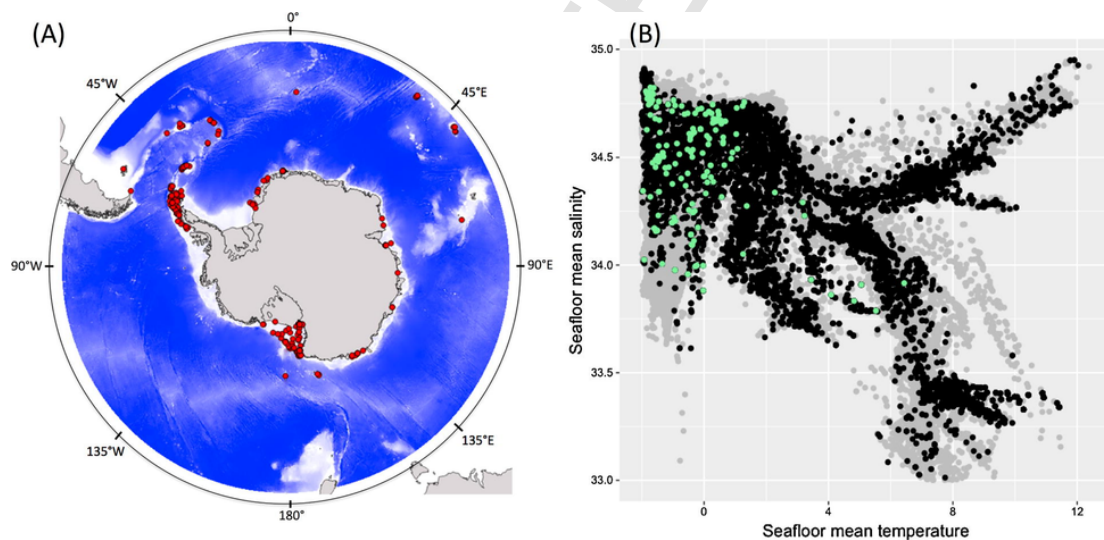 (A)
0°
45°W
45°E
90°W
90°E
135°W
135°E
180°
(B)
35.0
34.5
34.0
33.5
33.0
Seafloor mean salinity
0
4
8
12
Seafloor mean temperature